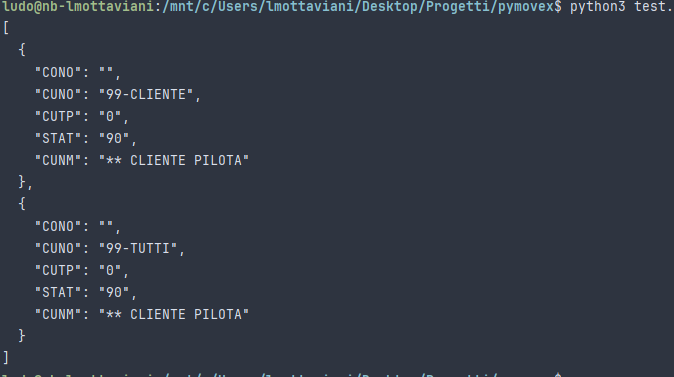 ludo@nb-lmottaviani:/mnt/c/Users/lmottaviani/Desktop/Progetti/pymovex$ python3 test.
[
  {
    "CONO": "",
    "CUNO": "99-CLIENTE",
    "CUTP": "0",
    "STAT": "90",
    "CUNM": "** CLIENTE PILOTA"
  },
  {
    "CONO": "",
    "CUNO": "99-TUTTI",
    "CUTP": "0",
    "STAT": "90",
    "CUNM": "** CLIENTE PILOTA"
  }
]